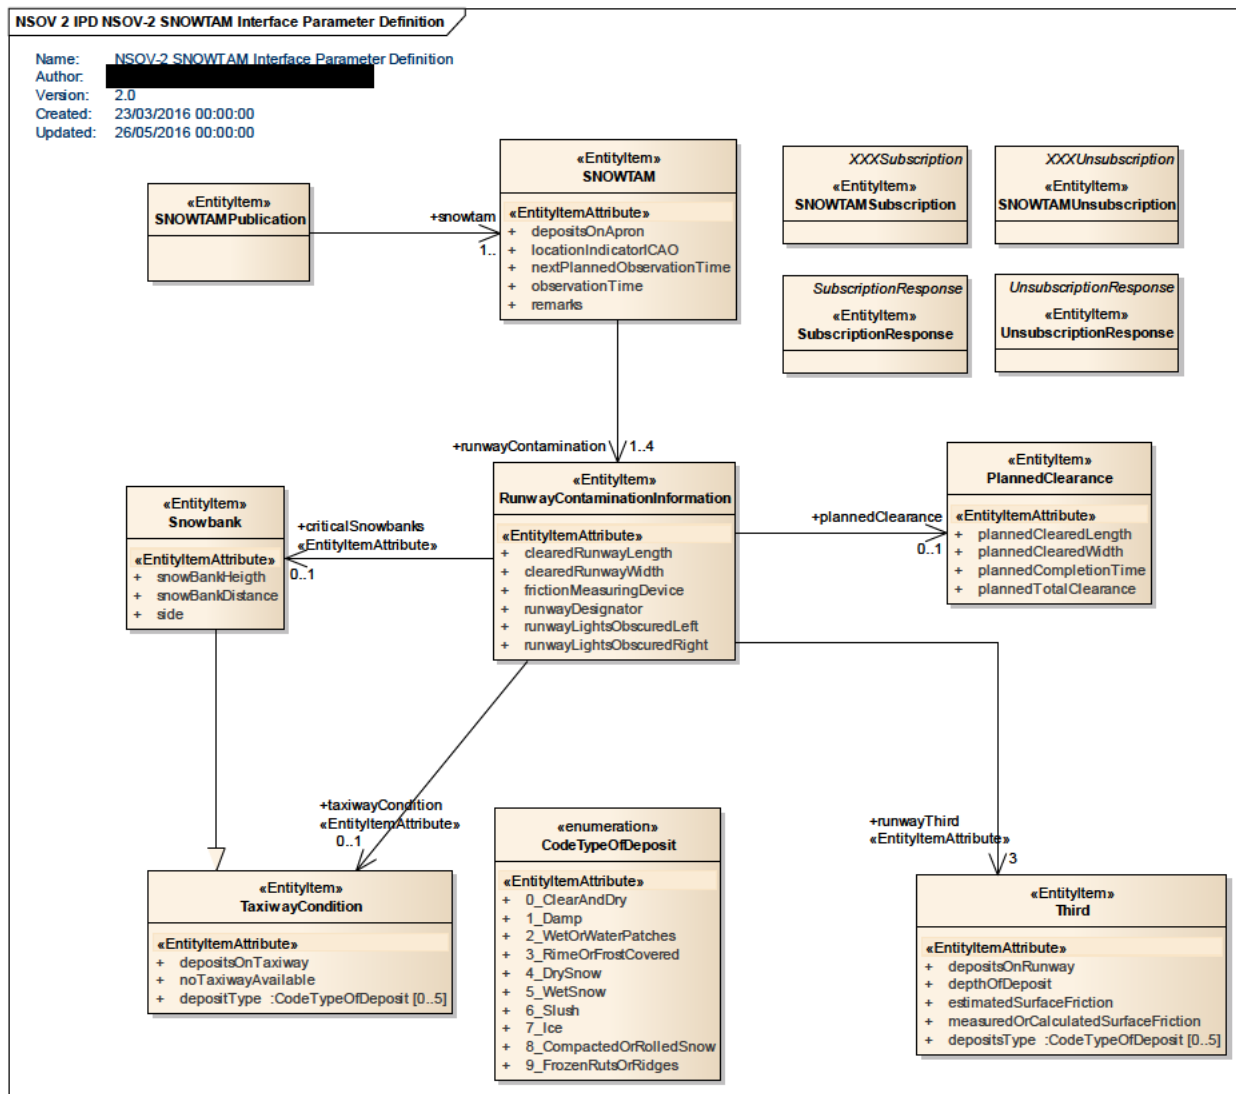 NSOV 2 IPD NSOV-2 SNOWTAM Interface Parameter Definition
Name: NSOV-2 SNOWTAM Interface Parameter Definition
Author:
Version: 2.0
Created: 23/03/2016 00:00:00
Updated: 26/05/2016 00:00:00
«EntityItem»
SNOWTAMPublication
+snowtam
1..
«EntityItem»
SNOWTAM
«EntityItemAttribute»
+ depositsOnApron
+ locationIndicatorICAO
+ nextPlannedObservationTime
+ observationTime
+ remarks
XXXSubscription
«EntityItem»
SNOWTAMSubscription
XXXUnsubscription
«EntityItem»
SNOWTAMUnsubscription
SubscriptionResponse
«EntityItem»
SubscriptionResponse
UnsubscriptionResponse
«EntityItem»
UnsubscriptionResponse
+runwayContamination
1..4
«EntityItem»
Snowbank
«EntityItemAttribute»
+ snowBankHeigth
+ snowBankDistance
+ side
+criticalSnowbanks
«EntityItemAttribute»
0..1
«EntityItem»
RunwayContaminationInformation
«EntityItemAttribute»
+ clearedRunwayLength
+ clearedRunwayWidth
+ frictionMeasuringDevice
+ runwayDesignator
+ runwayLightsObscuredLeft
+ runwayLightsObscuredRight
+plannedClearance
0..1
«EntityItem»
PlannedClearance
«EntityItemAttribute»
+ plannedClearedLength
+ plannedClearedWidth
+ plannedCompletionTime
+ plannedTotalClearance
+taxiwayCondition
«EntityItemAttribute»
0..1
«EntityItem»
TaxiwayCondition
«EntityItemAttribute»
+ depositsOnTaxiway
+ noTaxiwayAvailable
+ depositType :CodeTypeOfDeposit [0..5]
«enumeration»
CodeTypeOfDeposit
«EntityItemAttribute»
+ 0_ClearAndDry
+ 1_Damp
+ 2_WetOrWaterPatches
+ 3_RimeOrFrostCovered
+ 4_DrySnow
+ 5_WetSnow
+ 6_Slush
+ 7_Ice
+ 8_CompactedOrRolledSnow
+ 9_FrozenRutsOrRidges
+runwayThird
«EntityItemAttribute»
3
«EntityItem»
Third
«EntityItemAttribute»
+ depositsOnRunway
+ depthOfDeposit
+ estimatedSurfaceFriction
+ measuredOrCalculatedSurfaceFriction
+ depositsType :CodeTypeOfDeposit [0..5]